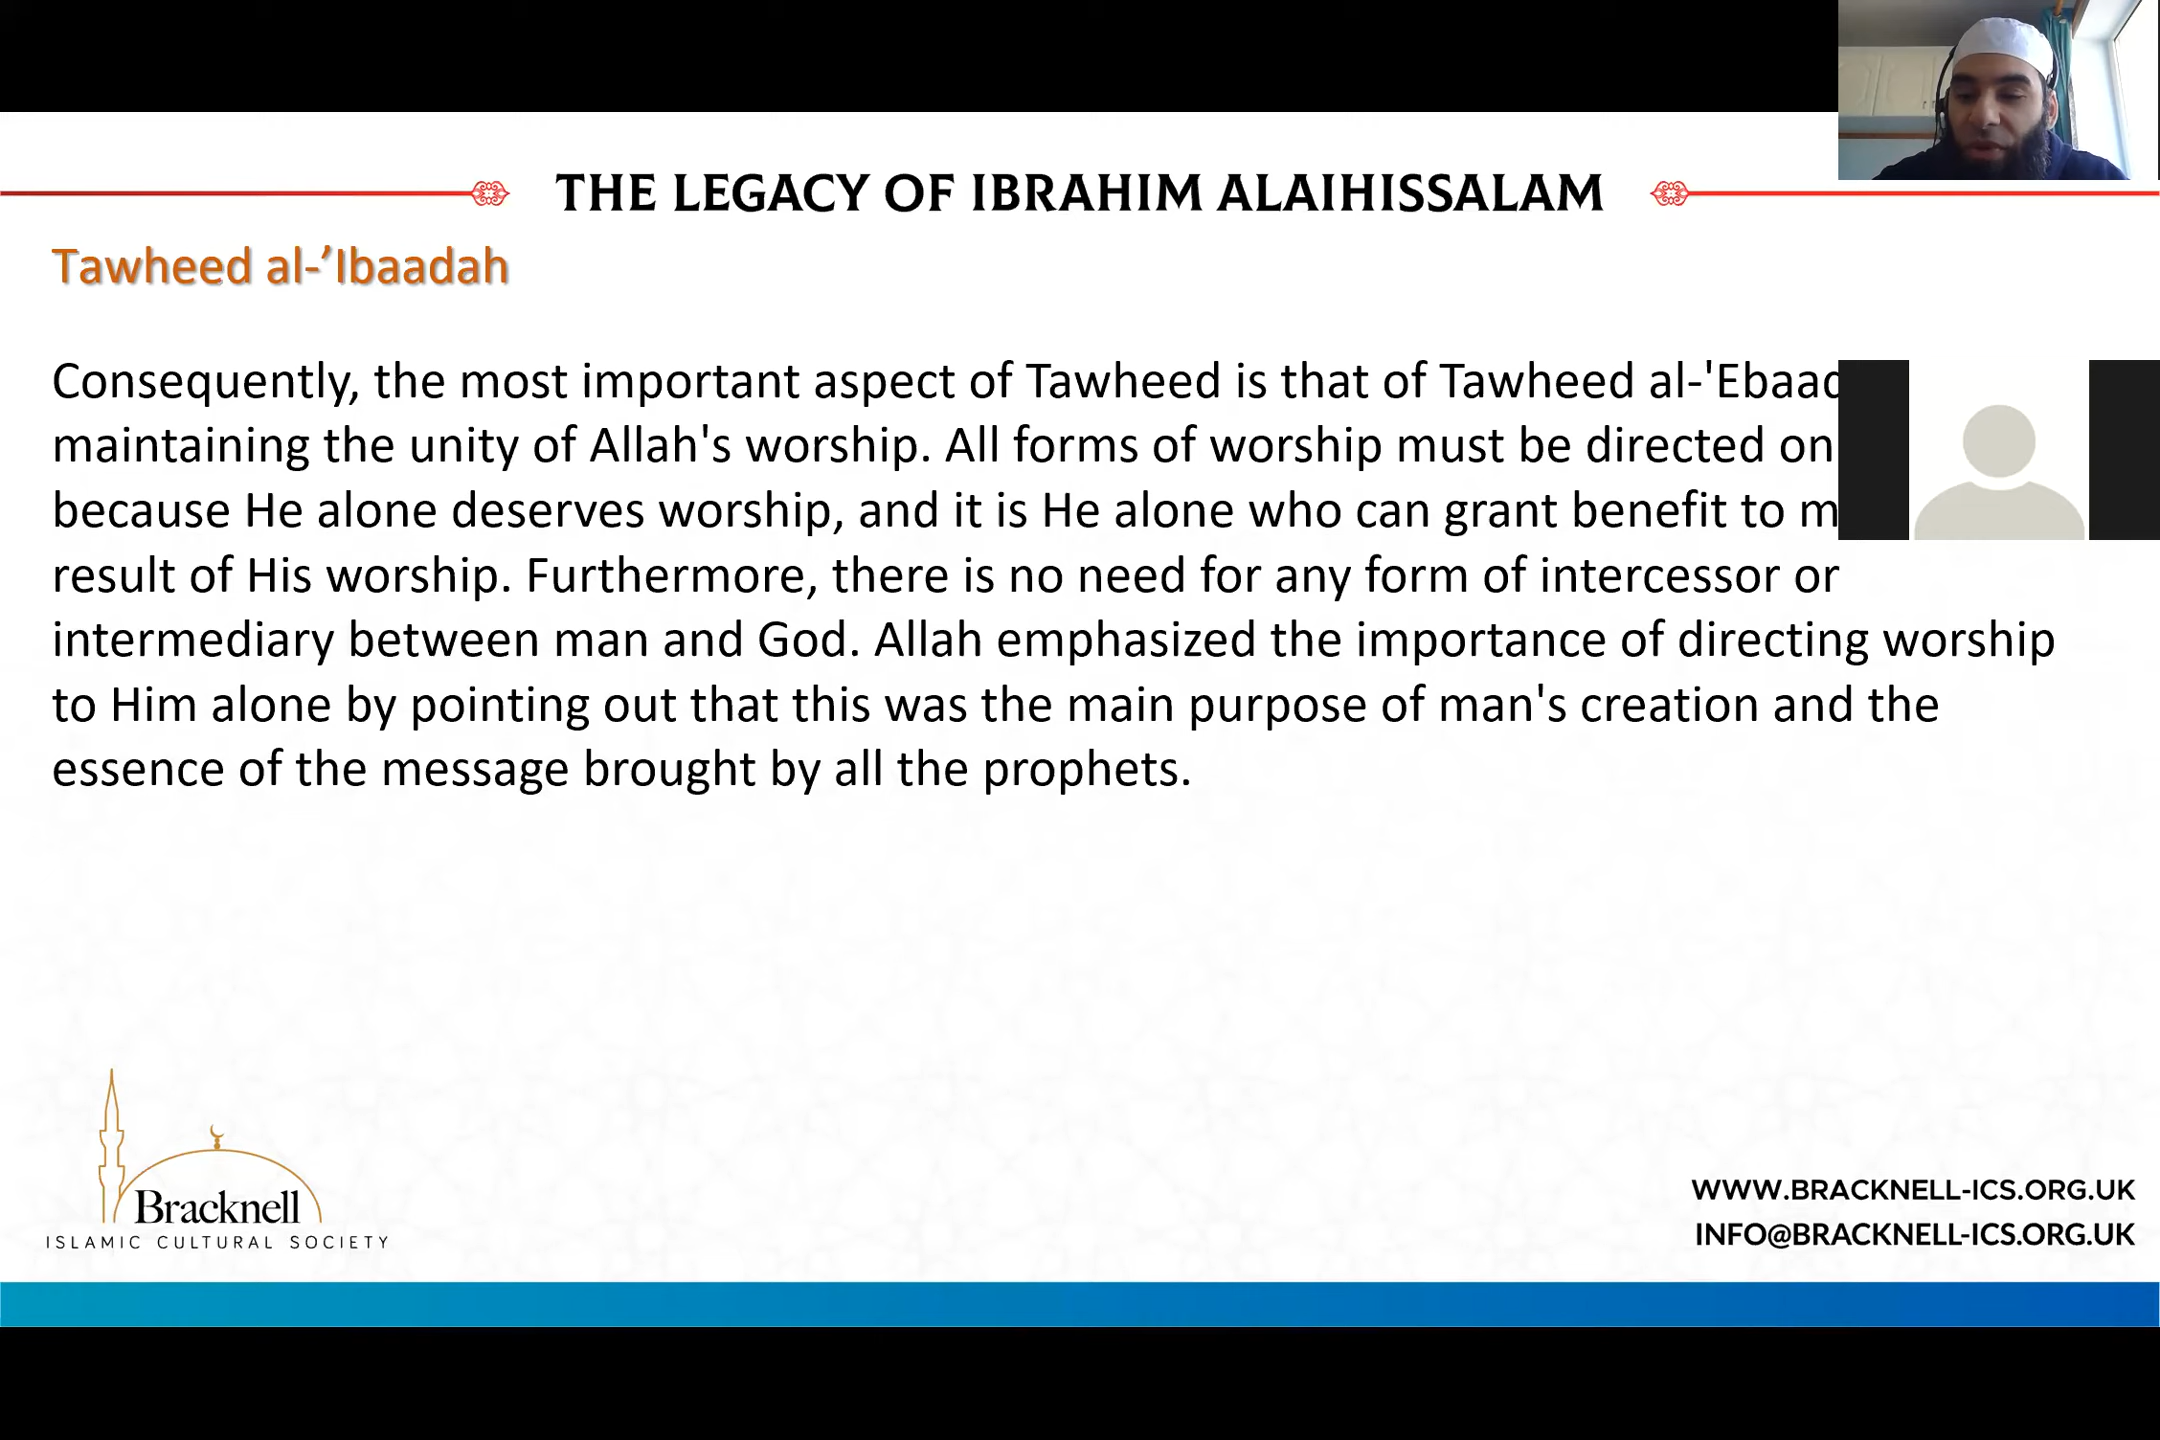 THE LEGACY OF IBRAHIM ALAIHISSALAM
Tawheed al-’Ibaadah
Consequently, the most important aspect of Tawheed is that of Tawheed al-'Ebaad
maintaining the unity of Allah's worship. All forms of worship must be directed on
because He alone deserves worship, and it is He alone who can grant benefit to m
result of His worship. Furthermore, there is no need for any form of intercessor or
intermediary between man and God. Allah emphasized the importance of directing worship
to Him alone by pointing out that this was the main purpose of man's creation and the
essence of the message brought by all the prophets.
Bracknell
ISLAMIC CULTURAL SOCIETY
WWW.BRACKNELL-ICS.ORG.UK
INFO@BRACKNELL-ICS.ORG.UK